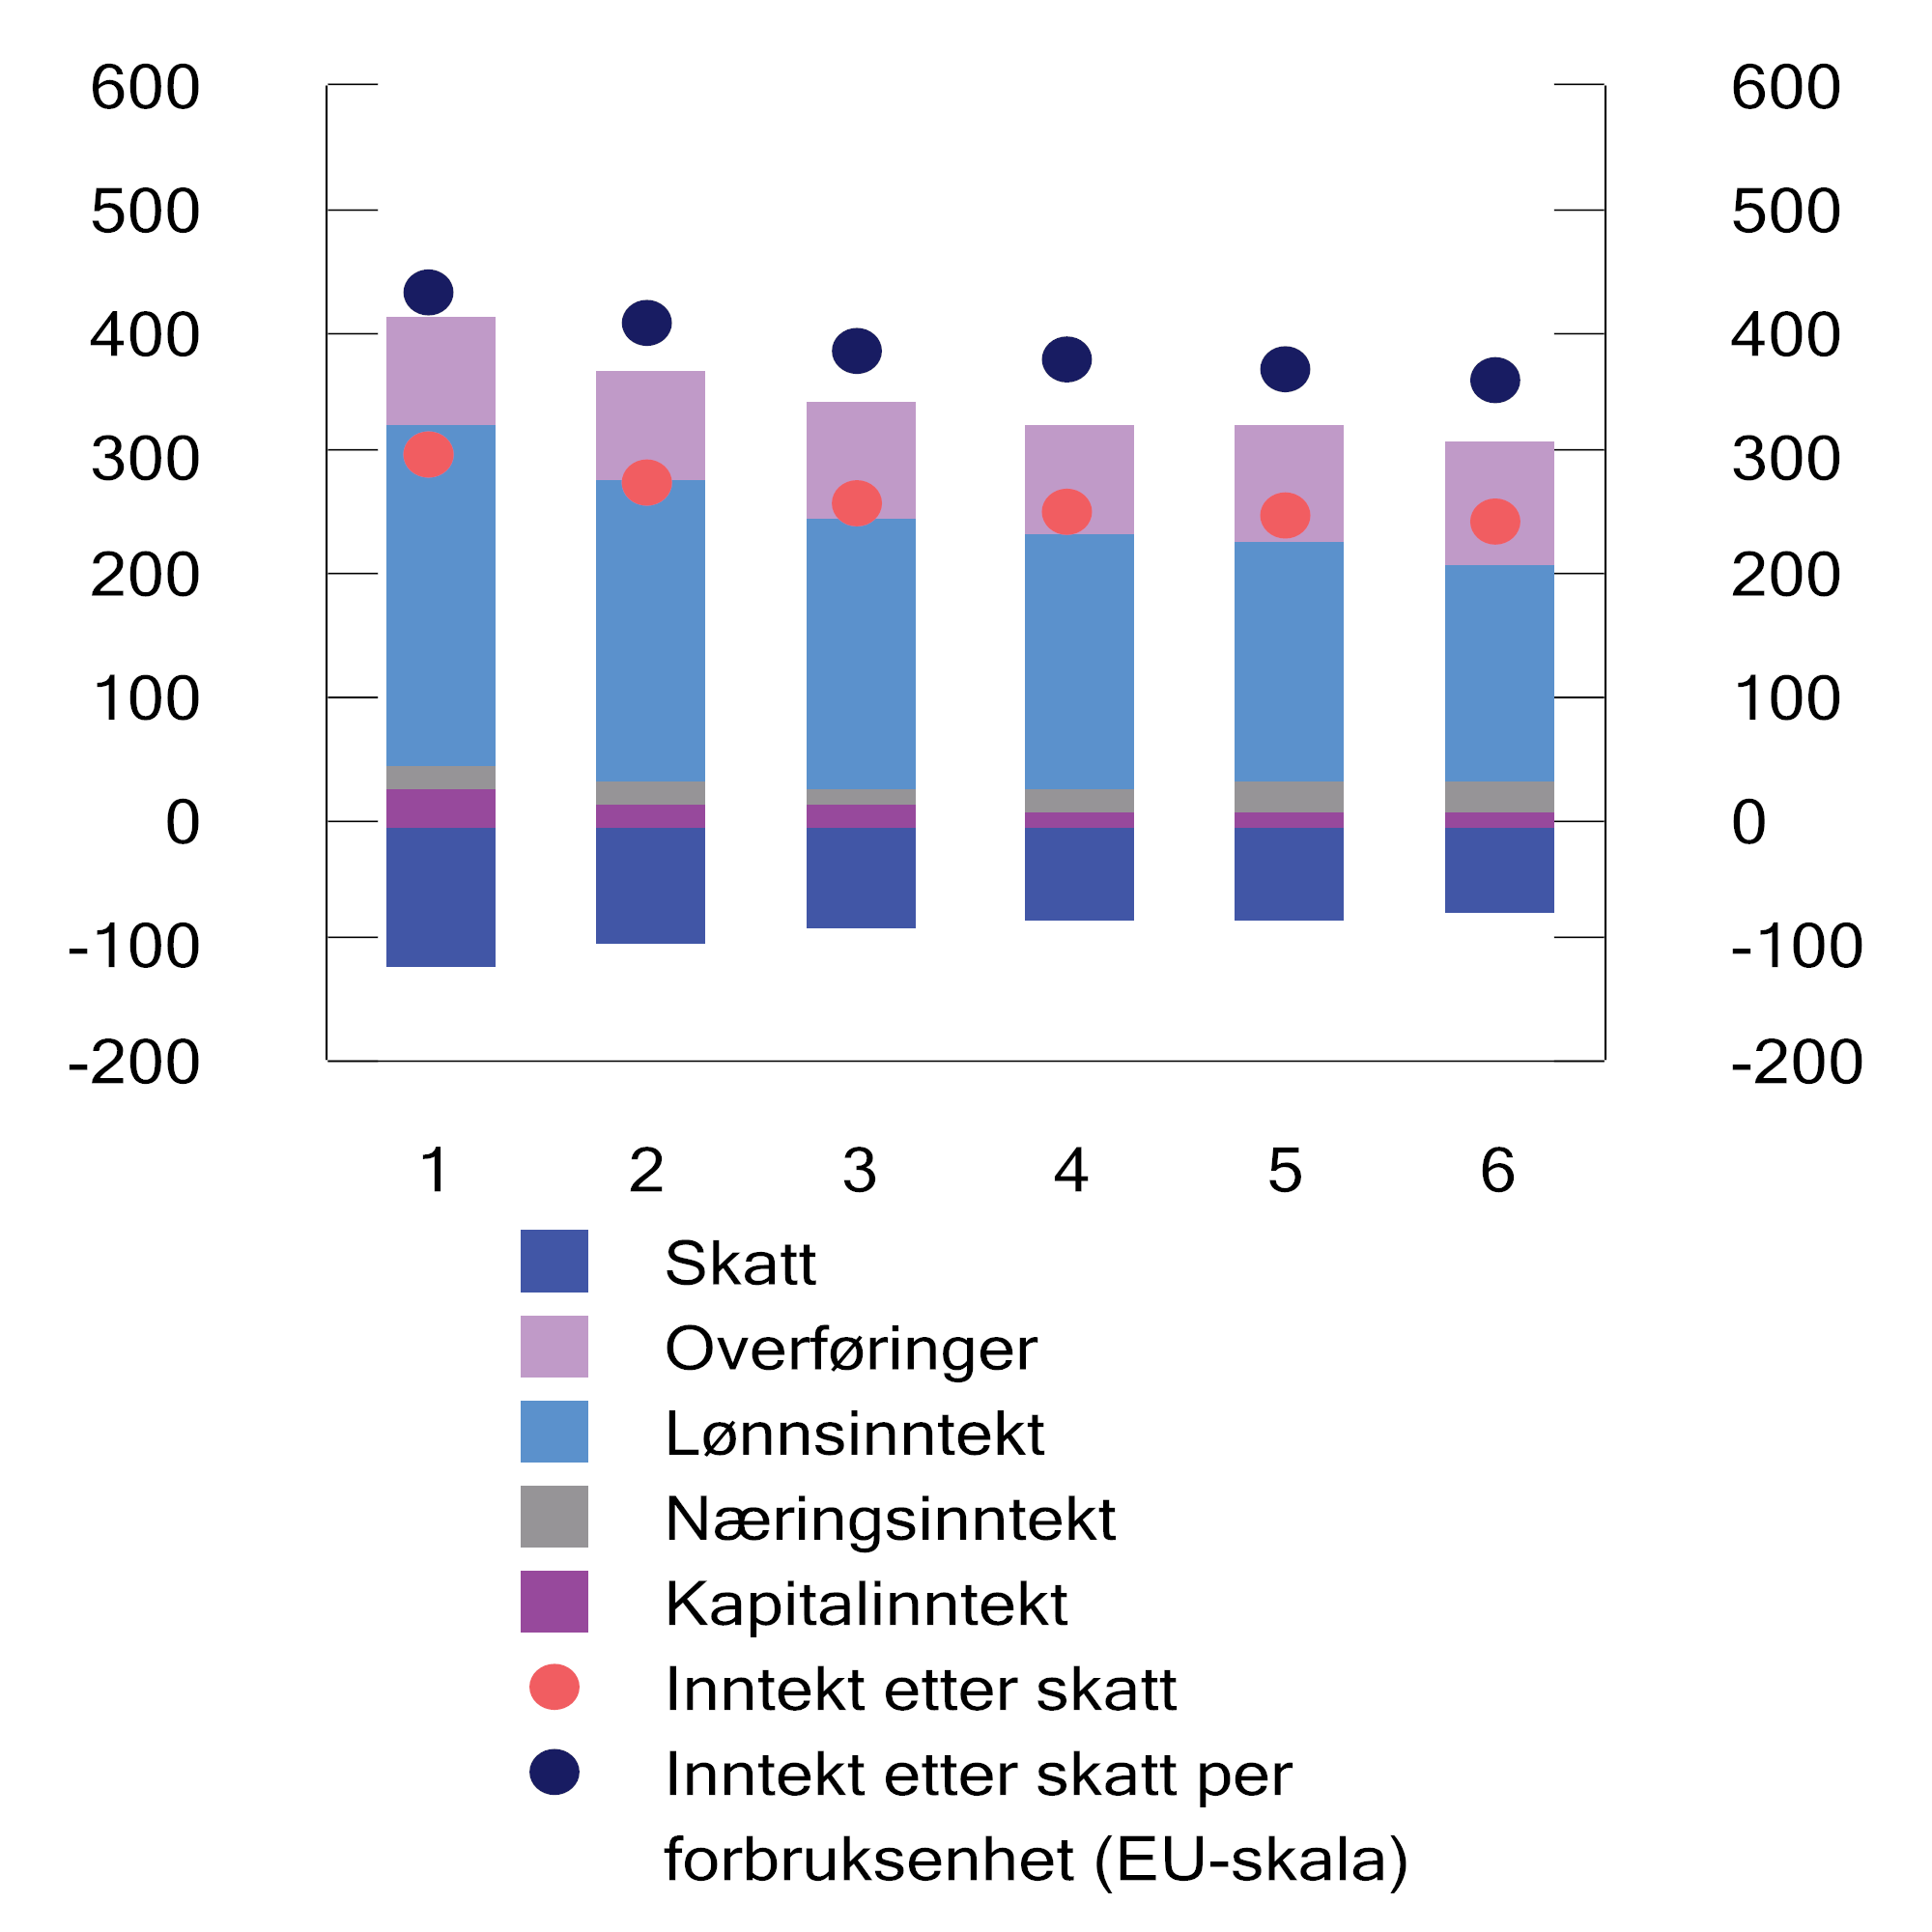 600 600
500 500
400 400
300 300
200 200
100 100
0 0
-100 -100
-200 -200
1 2 3 4 5 6
Skatt
Overføringer
Lønnsinntekt
Næringsinntekt
Kapitalinntekt
Inntekt etter skatt
Inntekt etter skatt per
forbruksenhet (EU-skala)